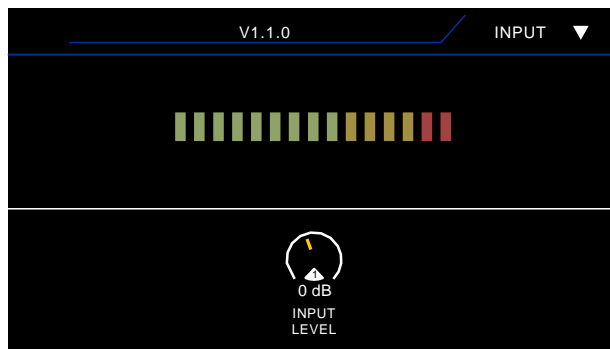 V1.1.0
INPUT ▼
1
0 dB
INPUT
LEVEL